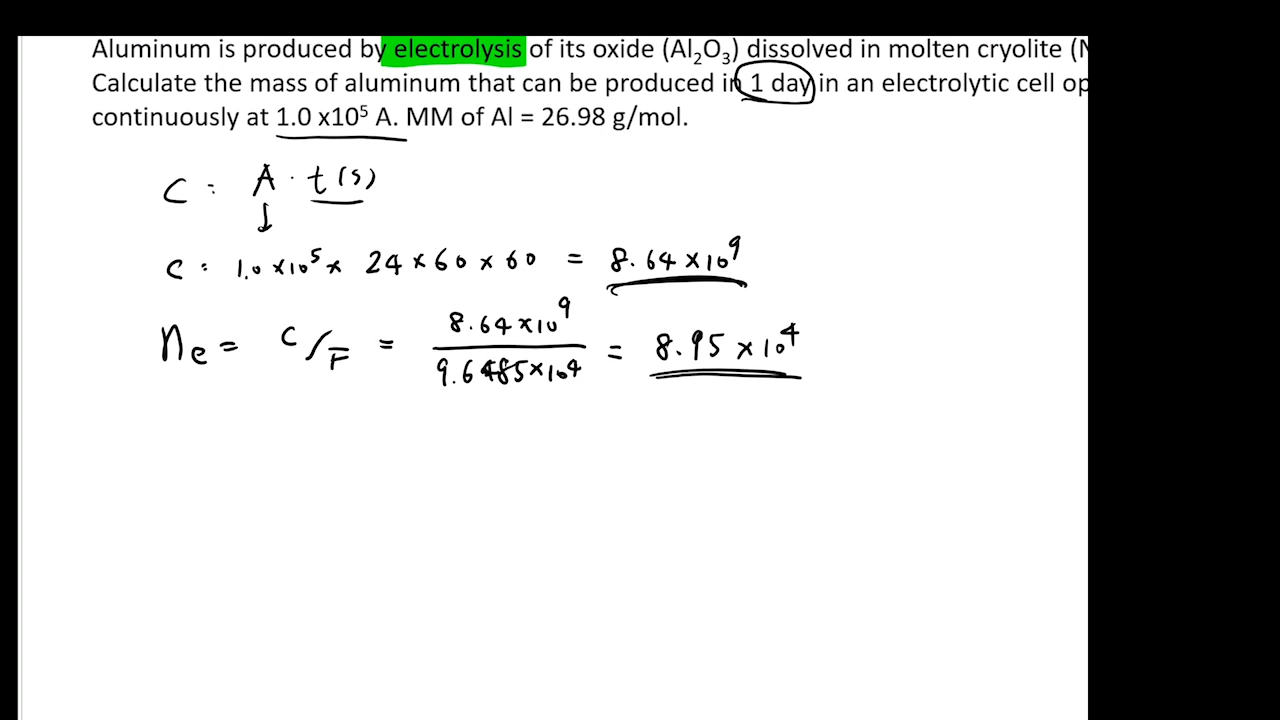 Aluminum is produced by electrolysis of its oxide (Al₂O₃) dissolved in molten cryolite (N
Calculate the mass of aluminum that can be produced in 1 day in an electrolytic cell op
continuously at 1.0 x10⁵ A. MM of Al = 26.98 g/mol.
C = A · t(s)
↓
C = 1.0 × 10⁵ × 24 × 60 × 60 = 8.64 × 10⁹
nₑ = C/F = 8.64 × 10⁹ / 9.6485 × 10⁴ = 8.95 × 10⁴